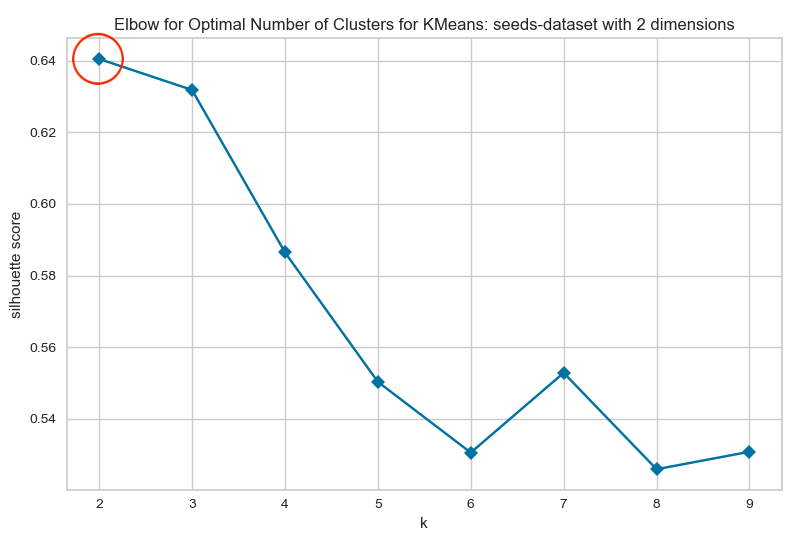 Elbow for Optimal Number of Clusters for KMeans: seeds-dataset with 2 dimensions
silhouette score
0.64
0.62
0.60
0.58
0.56
0.54
2 3 4 5 6 7 8 9
k